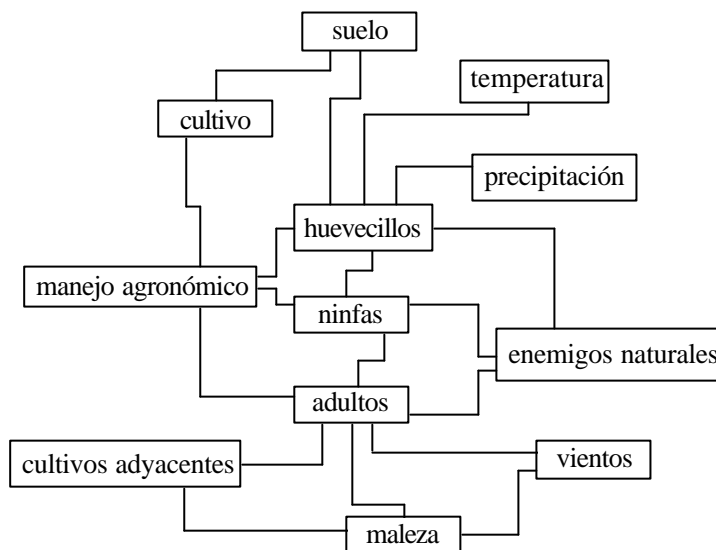 suelo
temperatura
cultivo
precipitación
huevecillos
manejo agronómico
ninfas
enemigos naturales
adultos
cultivos adyacentes
vientos
maleza